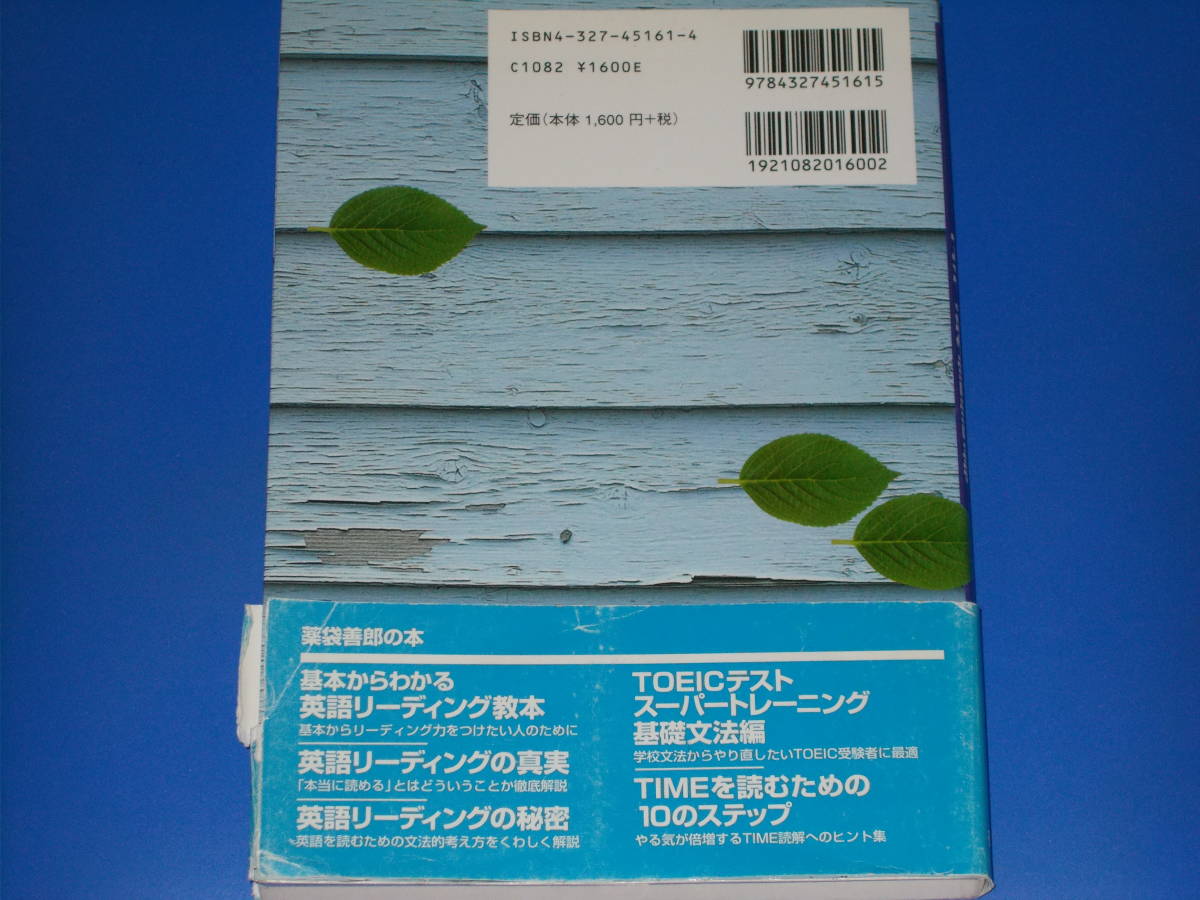 ISBN4-327-45161-4
C1082 ¥1600E
定価(本体 1,600 円+税)
9784327451615
1921082016002
薬袋善郎の本
基本からわかる
英語リーディング教本
基本からリーディング力をつけたい人のために
英語リーディングの真実
「本当に読める」とはどういうことか徹底解説
英語リーディングの秘密
英語を読むための文法的考え方をくわしく解説
TOEICテスト
スーパートレーニング
基礎文法編
学校文法からやり直したいTOEIC受験者に最適
TIMEを読むための
10のステップ
やる気が倍増するTIME読解へのヒント集